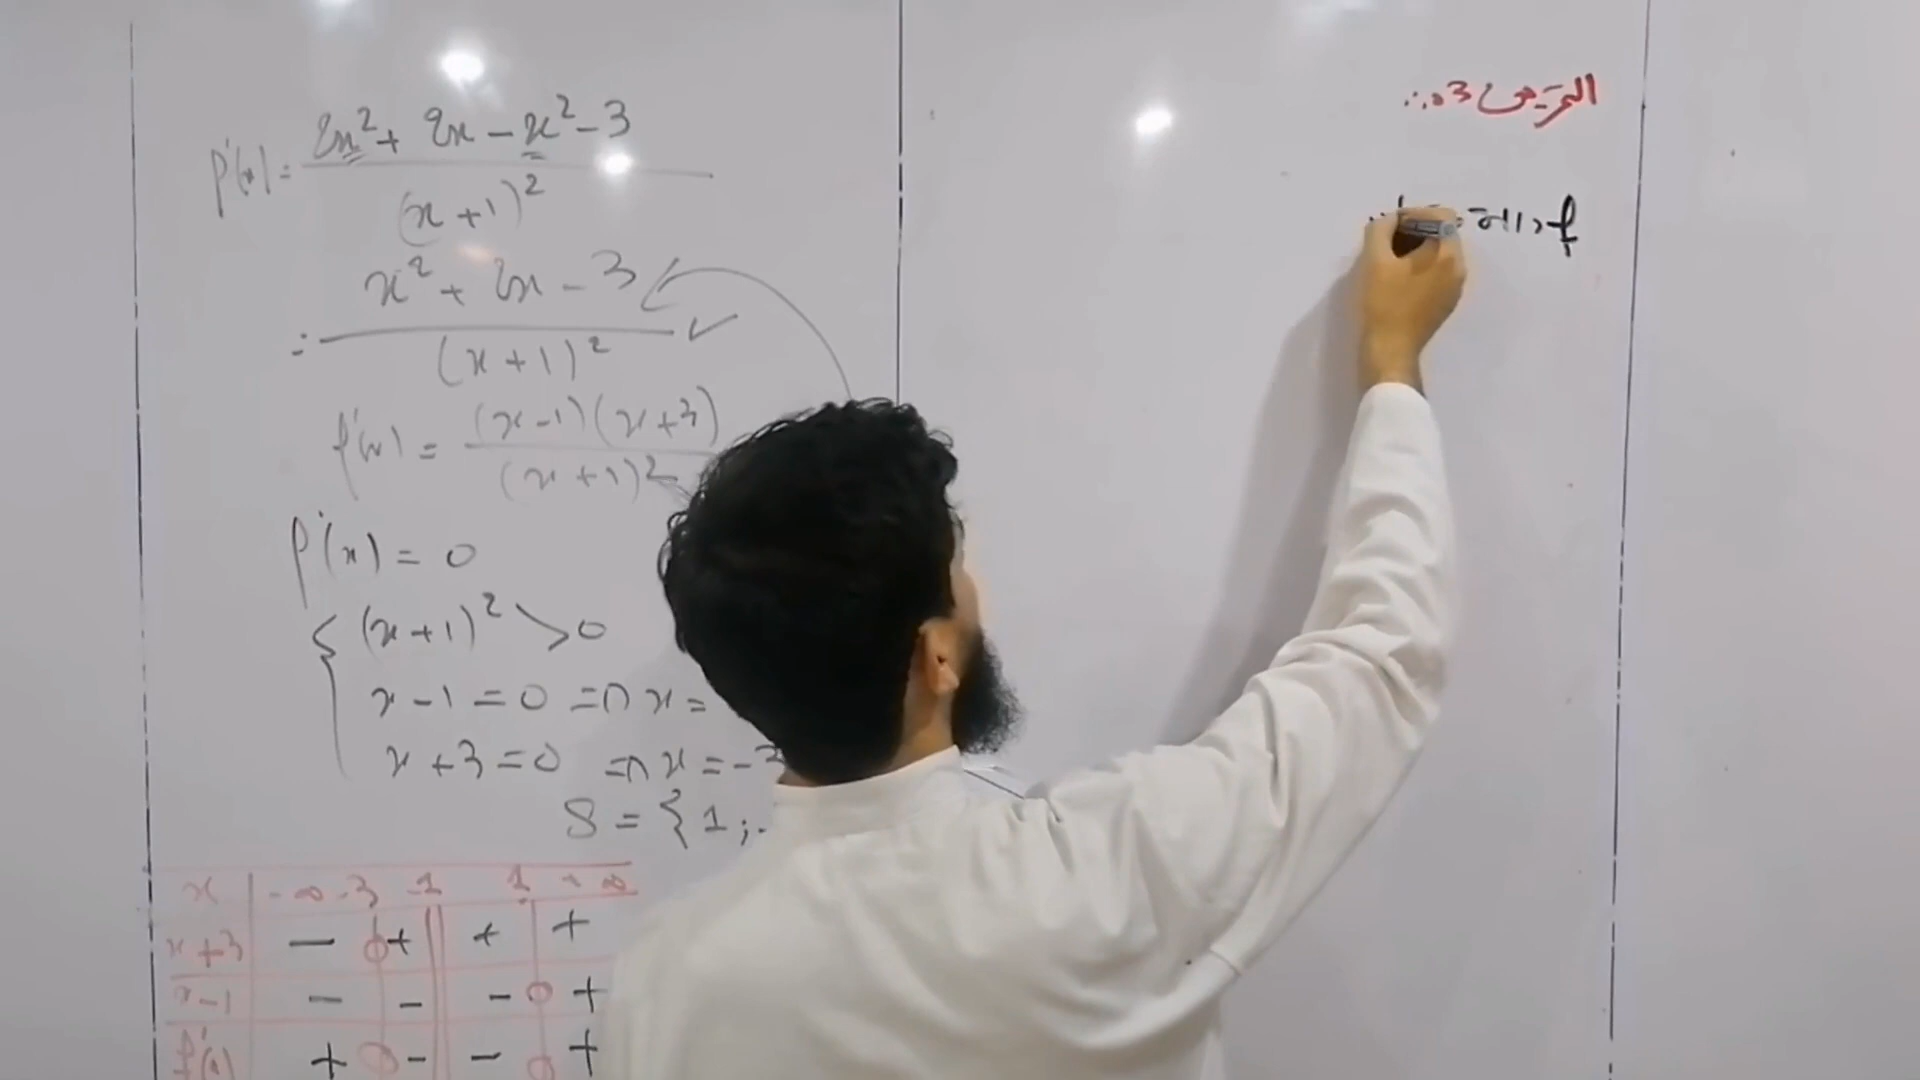 f'(x) = (2x² + 2x - x² - 3) / (x + 1)²
= (x² + 2x - 3) / (x + 1)² ✓
f'(x) = (x - 1)(x + 3) / (x + 1)²
f'(x) = 0
{ (x + 1)² > 0
x - 1 = 0 => x =
x + 3 = 0 => x = -3
S = { 1 ;
x | -∞ -3 -1 1 +∞
x + 3 | - 0 + || + +
x - 1 | - - || - 0 +
f'(x) | + 0 - || - 0 +
03